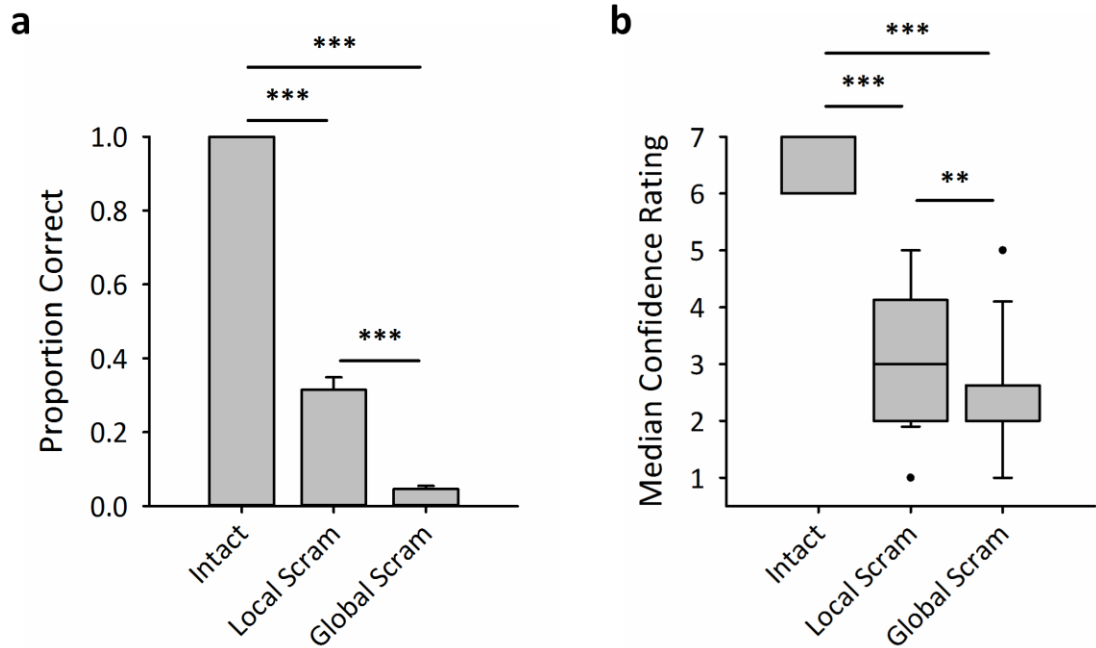 a
***
***
***
1.0
0.8
0.6
0.4
0.2
0.0
Proportion Correct
Intact
Local Scram
Global Scram
b
***
***
**
7
6
5
4
3
2
1
Median Confidence Rating
Intact
Local Scram
Global Scram